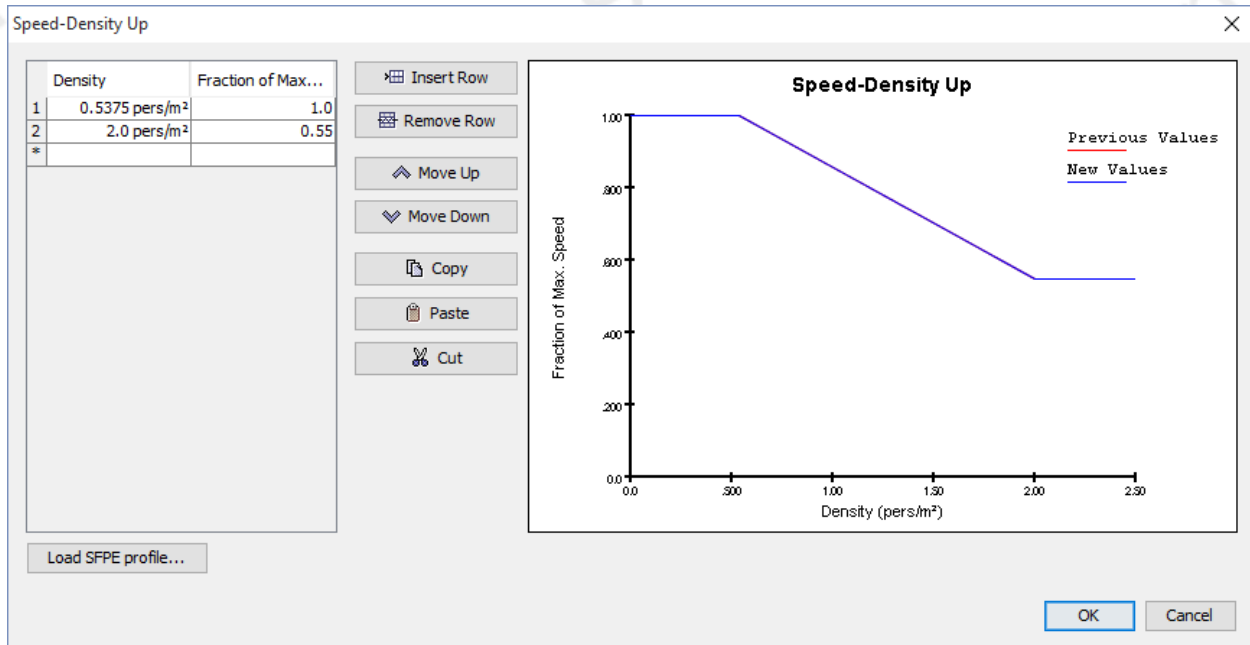 Speed-Density Up
Density Fraction of Max...
1 0.5375 pers/m² 1.0
2 2.0 pers/m² 0.55
*
Insert Row
Remove Row
Move Up
Move Down
Copy
Paste
Cut
Load SFPE profile...
Speed-Density Up
Previous Values
New Values
Fraction of Max. Speed
1.00
.800
.600
.400
.200
0.0
0.0 .500 1.00 1.50 2.00 2.50
Density (pers/m²)
OK Cancel